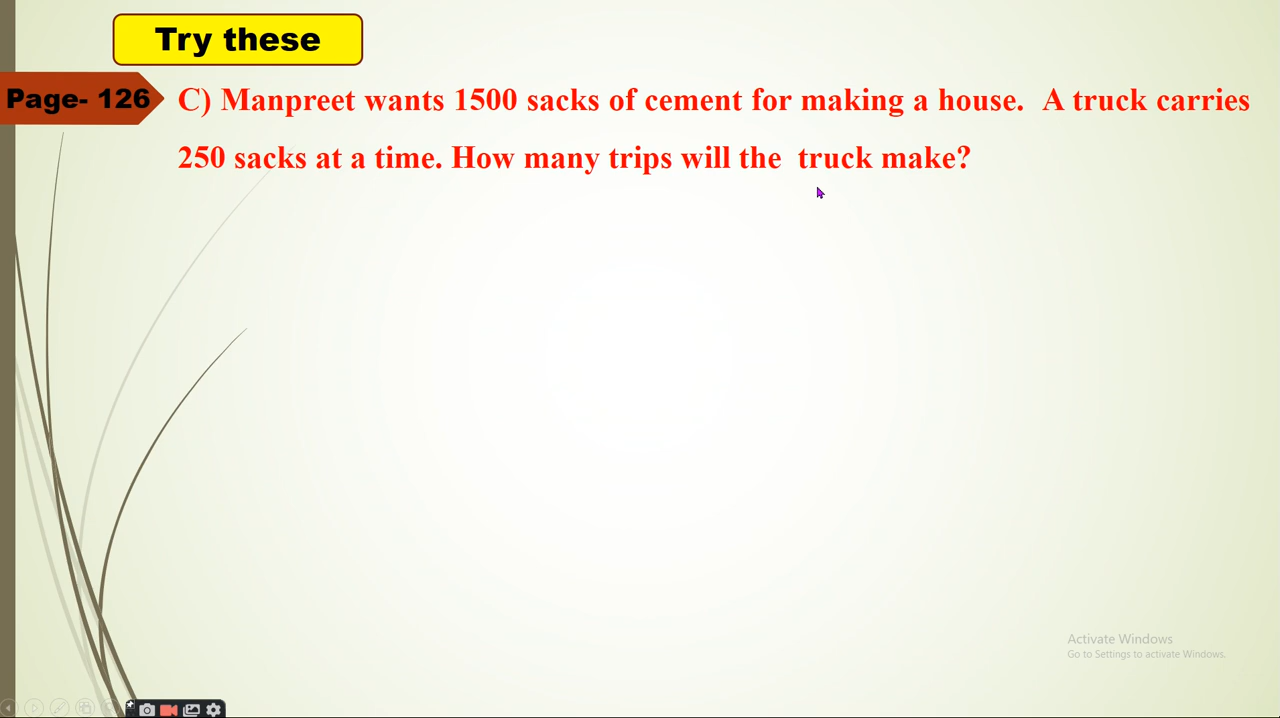 Try these
Page- 126
C) Manpreet wants 1500 sacks of cement for making a house. A truck carries
250 sacks at a time. How many trips will the truck make?
Activate Windows
Go to Settings to activate Windows.